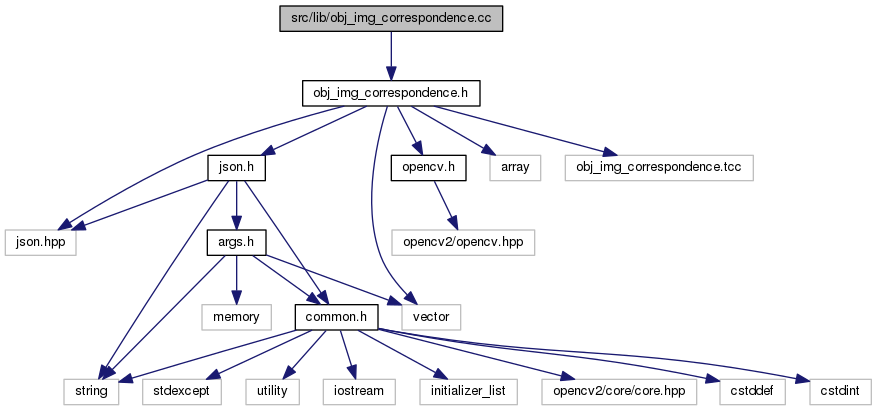 src/lib/obj_img_correspondence.cc
obj_img_correspondence.h
json.h
opencv.h
array
obj_img_correspondence.tcc
json.hpp
args.h
opencv2/opencv.hpp
memory
common.h
vector
string
stdexcept
utility
iostream
initializer_list
opencv2/core/core.hpp
cstddef
cstdint